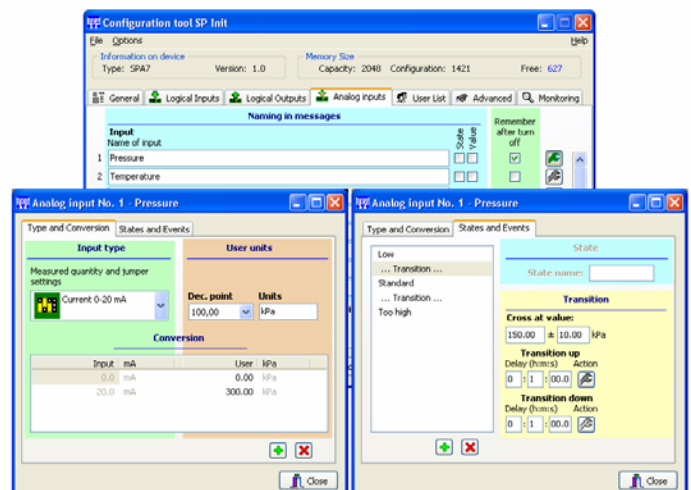 Configuration tool SP Init
File Options Help
Information on device
Type: SPA7 Version: 1.0
Memory Size
Capacity: 2048 Configuration: 1421 Free: 627
General Logical Inputs Logical Outputs Analog inputs User List Advanced Monitoring
Naming in messages
Input
Name of input
State
Value
Remember
after turn
off
1 Pressure
2 Temperature
Analog input No. 1 - Pressure
Type and Conversion States and Events
Input type
User units
Measured quantity and jumper
settings
Current 0-20 mA
Dec. point Units
100,00 kPa
Conversion
Input mA User kPa
0.0 mA 0.00 kPa
20.0 mA 300.00 kPa
Close
Analog input No. 1 - Pressure
Type and Conversion States and Events
Low
... Transition ...
Standard
... Transition ...
Too high
State
State name:
Transition
Cross at value:
150.00 ± 10.00 kPa
Transition up
Delay (h:m:s) Action
0 : 1 : 00.0
Transition down
Delay (h:m:s) Action
0 : 1 : 00.0
Close